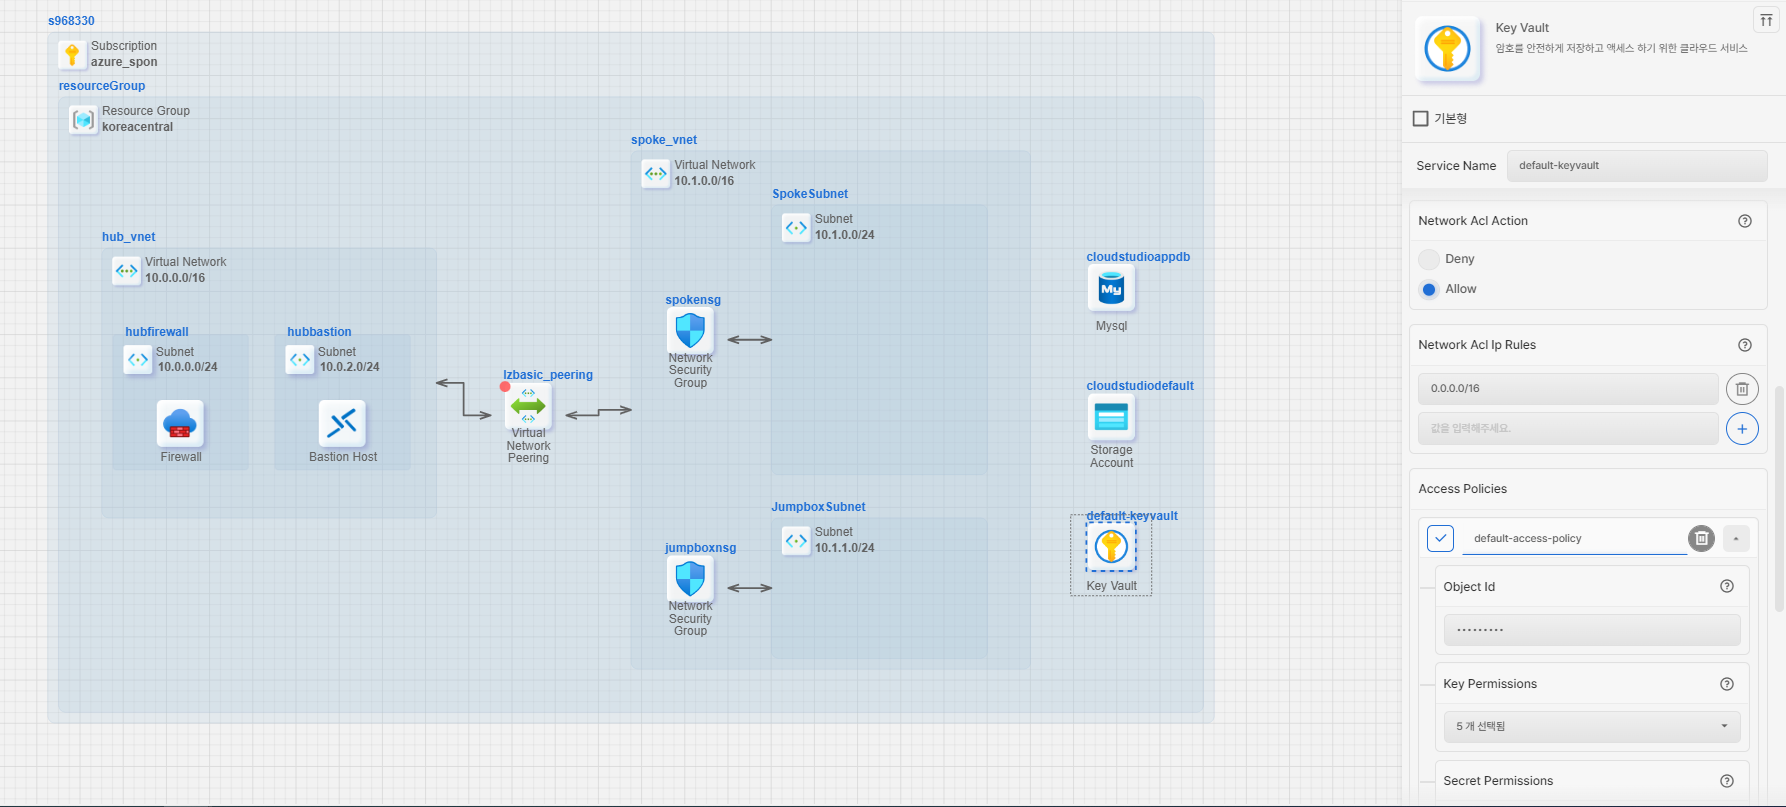 s968330
Subscription
azure_spon
resourceGroup
Resource Group
koreacentral
hub_vnet
Virtual Network
10.0.0.0/16
hubfirewall
Subnet
10.0.0.0/24
Firewall
hubbastion
Subnet
10.0.2.0/24
Bastion Host
lzbasic_peering
Virtual
Network
Peering
spoke_vnet
Virtual Network
10.1.0.0/16
SpokeSubnet
Subnet
10.1.0.0/24
spokensg
Network
Security
Group
JumpboxSubnet
Subnet
10.1.1.0/24
jumpboxnsg
Network
Security
Group
cloudstudioappdb
My
Mysql
cloudstudiodefault
Storage
Account
default-keyvault
Key Vault
Key Vault
암호를 안전하게 저장하고 액세스 하기 위한 클라우드 서비스
기본형
Service Name
default-keyvault
Network Acl Action
Deny
Allow
Network Acl Ip Rules
0.0.0.0/16
값을 입력해주세요.
Access Policies
default-access-policy
Object Id
•••••••••
Key Permissions
5 개 선택됨
Secret Permissions